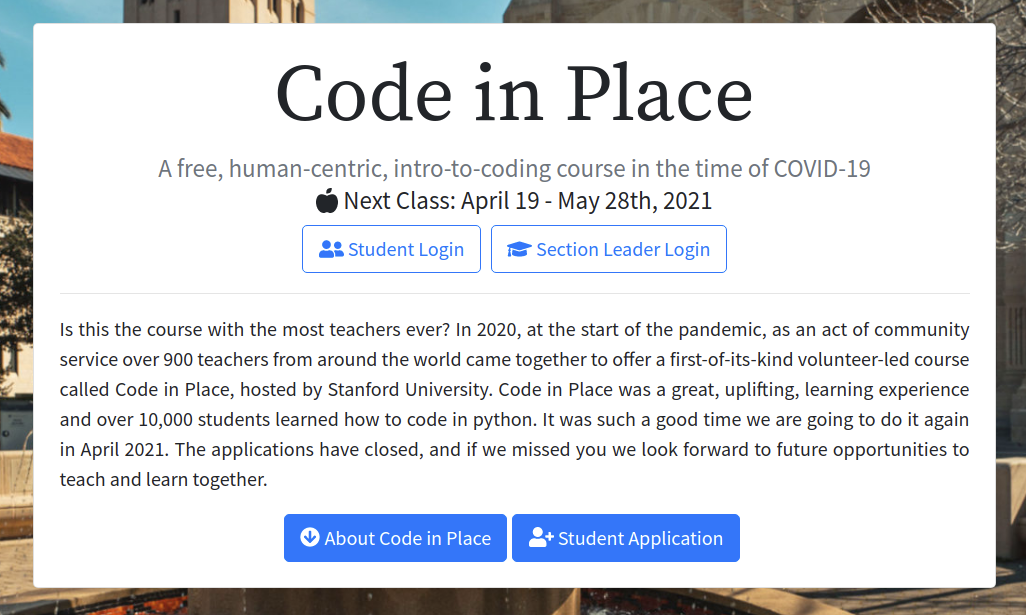 Code in Place
A free, human-centric, intro-to-coding course in the time of COVID-19
Next Class: April 19 - May 28th, 2021
Student Login Section Leader Login
Is this the course with the most teachers ever? In 2020, at the start of the pandemic, as an act of community
service over 900 teachers from around the world came together to offer a first-of-its-kind volunteer-led course
called Code in Place, hosted by Stanford University. Code in Place was a great, uplifting, learning experience
and over 10,000 students learned how to code in python. It was such a good time we are going to do it again
in April 2021. The applications have closed, and if we missed you we look forward to future opportunities to
teach and learn together.
About Code in Place Student Application